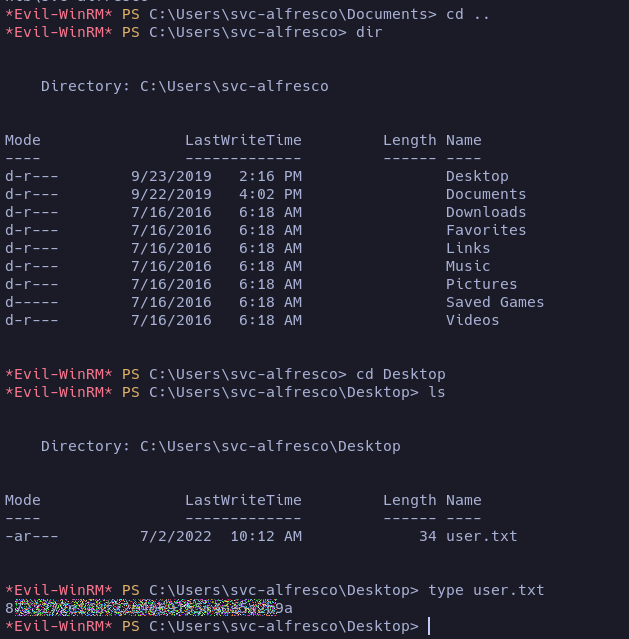 *Evil-WinRM* PS C:\Users\svc-alfresco\Documents> cd ..
*Evil-WinRM* PS C:\Users\svc-alfresco> dir
Directory: C:\Users\svc-alfresco
Mode LastWriteTime Length Name
---- ------------- ------ ----
d-r--- 9/23/2019 2:16 PM Desktop
d-r--- 9/22/2019 4:02 PM Documents
d-r--- 7/16/2016 6:18 AM Downloads
d-r--- 7/16/2016 6:18 AM Favorites
d-r--- 7/16/2016 6:18 AM Links
d-r--- 7/16/2016 6:18 AM Music
d-r--- 7/16/2016 6:18 AM Pictures
d----- 7/16/2016 6:18 AM Saved Games
d-r--- 7/16/2016 6:18 AM Videos
*Evil-WinRM* PS C:\Users\svc-alfresco> cd Desktop
*Evil-WinRM* PS C:\Users\svc-alfresco\Desktop> ls
Directory: C:\Users\svc-alfresco\Desktop
Mode LastWriteTime Length Name
---- ------------- ------ ----
-ar--- 7/2/2022 10:12 AM 34 user.txt
*Evil-WinRM* PS C:\Users\svc-alfresco\Desktop> type user.txt
*Evil-WinRM* PS C:\Users\svc-alfresco\Desktop>